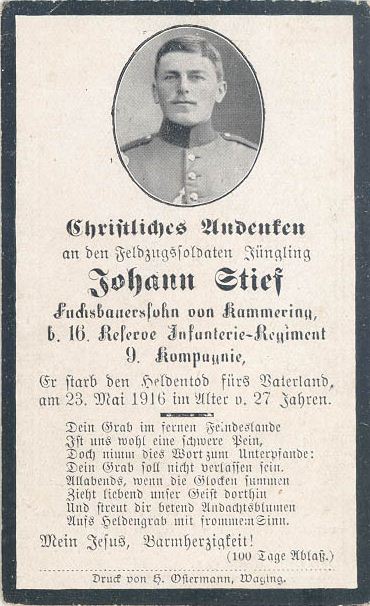 Christliches Andenken
an den Feldzugssoldaten Jüngling
Johann Stief
Fuchsbauerssohn von Kammering,
b. 16. Reserve Infanterie-Regiment
9. Kompagnie,
Er starb den Heldentod fürs Vaterland,
am 23. Mai 1916 im Alter v. 27 Jahren.
Dein Grab im fernen Feindeslande
Ist uns wohl eine schwere Pein,
Doch nimm dies Wort zum Unterpfande:
Dein Grab soll nicht verlassen sein.
Allabends, wenn die Glocken summen
Zieht liebend unser Geist dorthin
Und streut dir betend Andachtsblumen
Aufs Heldengrab mit frommem Sinn.
Mein Jesus, Barmherzigkeit!
(100 Tage Ablaß.)
Druck von H. Ostermann, Waging.